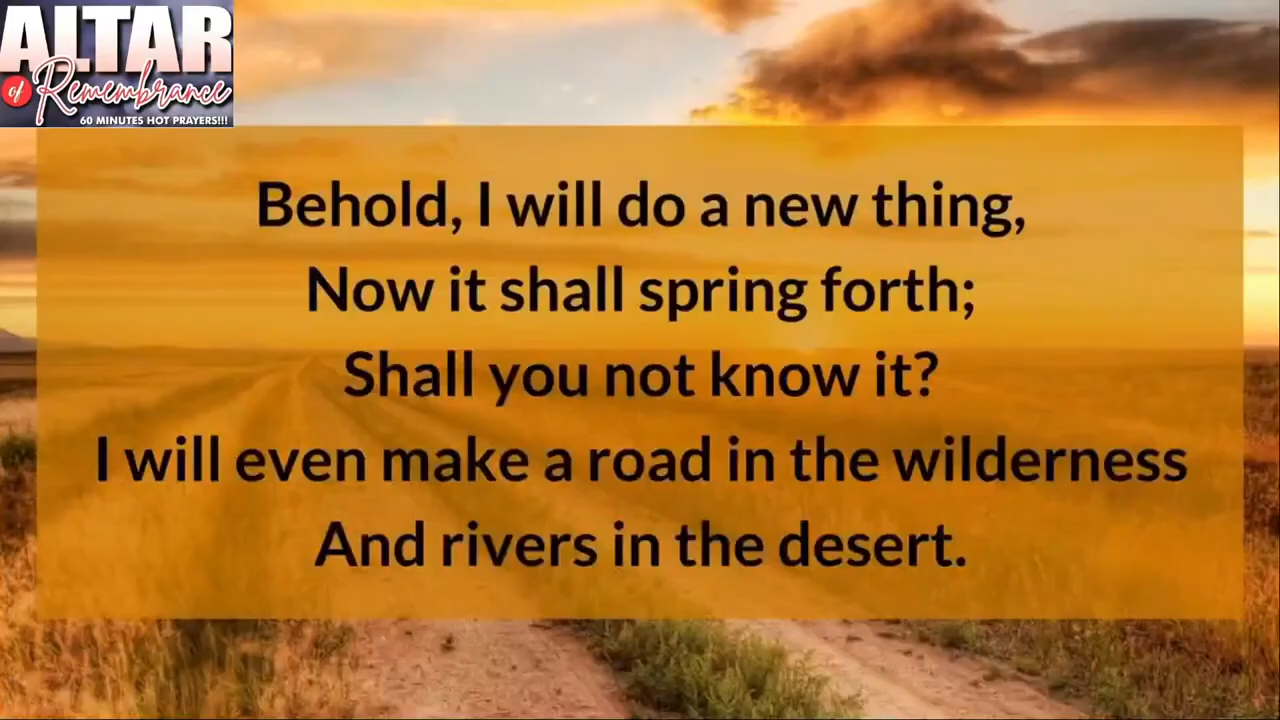 ALTAR
of Remembrance
60 MINUTES HOT PRAYERS!!!
Behold, I will do a new thing,
Now it shall spring forth;
Shall you not know it?
I will even make a road in the wilderness
And rivers in the desert.